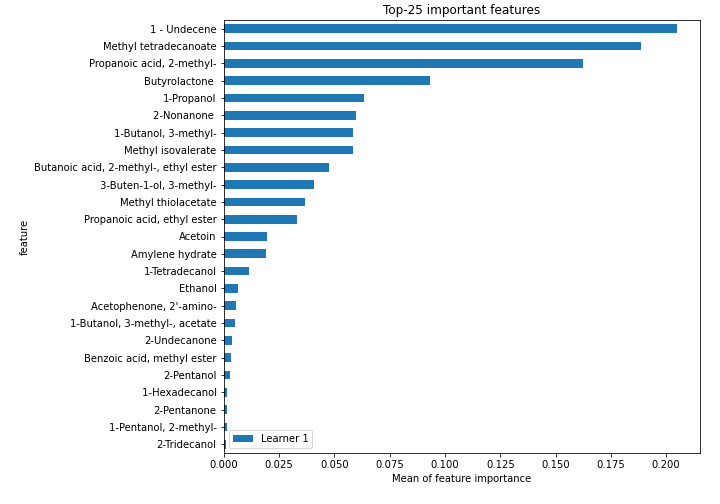 Top-25 important features
1 - Undecene
Methyl tetradecanoate
Propanoic acid, 2-methyl-
Butyrolactone
1-Propanol
2-Nonanone
1-Butanol, 3-methyl-
Methyl isovalerate
Butanoic acid, 2-methyl-, ethyl ester
3-Buten-1-ol, 3-methyl-
Methyl thiolacetate
Propanoic acid, ethyl ester
Acetoin
Amylene hydrate
1-Tetradecanol
Ethanol
Acetophenone, 2'-amino-
1-Butanol, 3-methyl-, acetate
2-Undecanone
Benzoic acid, methyl ester
2-Pentanol
1-Hexadecanol
2-Pentanone
1-Pentanol, 2-methyl-
2-Tridecanol
feature
Learner 1
0.000 0.025 0.050 0.075 0.100 0.125 0.150 0.175 0.200
Mean of feature importance